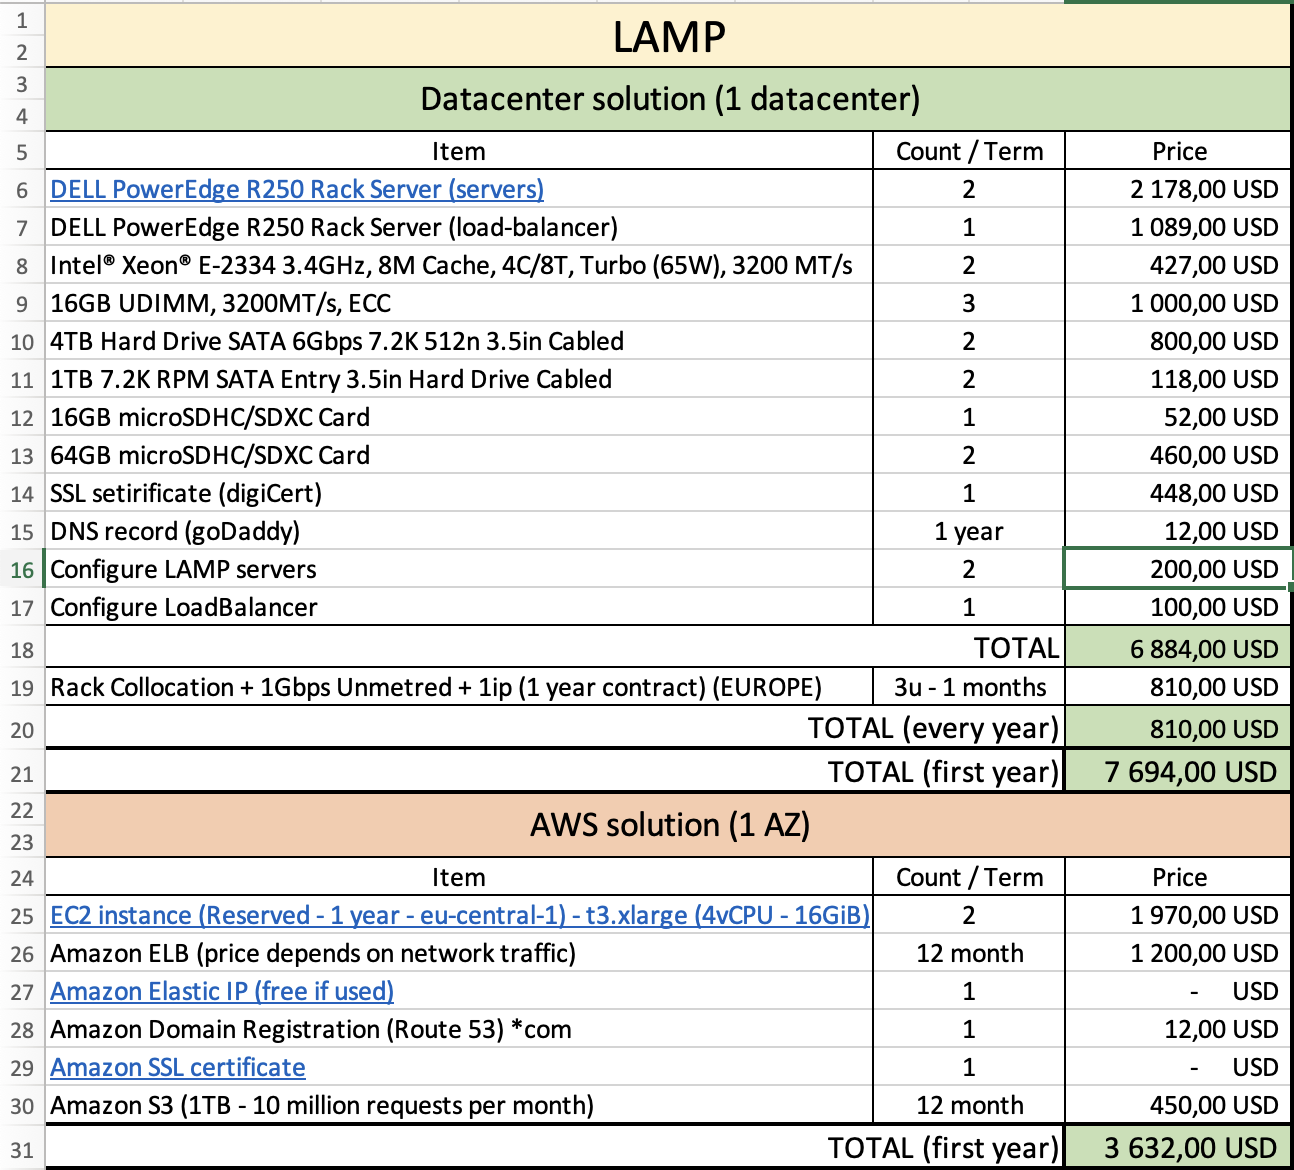 1
2
LAMP
3
4
Datacenter solution (1 datacenter)
5 Item Count / Term Price
6 DELL PowerEdge R250 Rack Server (servers) 2 2 178,00 USD
7 DELL PowerEdge R250 Rack Server (load-balancer) 1 1 089,00 USD
8 Intel® Xeon® E-2334 3.4GHz, 8M Cache, 4C/8T, Turbo (65W), 3200 MT/s 2 427,00 USD
9 16GB UDIMM, 3200MT/s, ECC 3 1 000,00 USD
10 4TB Hard Drive SATA 6Gbps 7.2K 512n 3.5in Cabled 2 800,00 USD
11 1TB 7.2K RPM SATA Entry 3.5in Hard Drive Cabled 2 118,00 USD
12 16GB microSDHC/SDXC Card 1 52,00 USD
13 64GB microSDHC/SDXC Card 2 460,00 USD
14 SSL setirificate (digiCert) 1 448,00 USD
15 DNS record (goDaddy) 1 year 12,00 USD
16 Configure LAMP servers 2 200,00 USD
17 Configure LoadBalancer 1 100,00 USD
18 TOTAL 6 884,00 USD
19 Rack Collocation + 1Gbps Unmetred + 1ip (1 year contract) (EUROPE) 3u - 1 months 810,00 USD
20 TOTAL (every year) 810,00 USD
21 TOTAL (first year) 7 694,00 USD
22
23
AWS solution (1 AZ)
24 Item Count / Term Price
25 EC2 instance (Reserved - 1 year - eu-central-1) - t3.xlarge (4vCPU - 16GiB) 2 1 970,00 USD
26 Amazon ELB (price depends on network traffic) 12 month 1 200,00 USD
27 Amazon Elastic IP (free if used) 1 - USD
28 Amazon Domain Registration (Route 53) *com 1 12,00 USD
29 Amazon SSL certificate 1 - USD
30 Amazon S3 (1TB - 10 million requests per month) 12 month 450,00 USD
31 TOTAL (first year) 3 632,00 USD